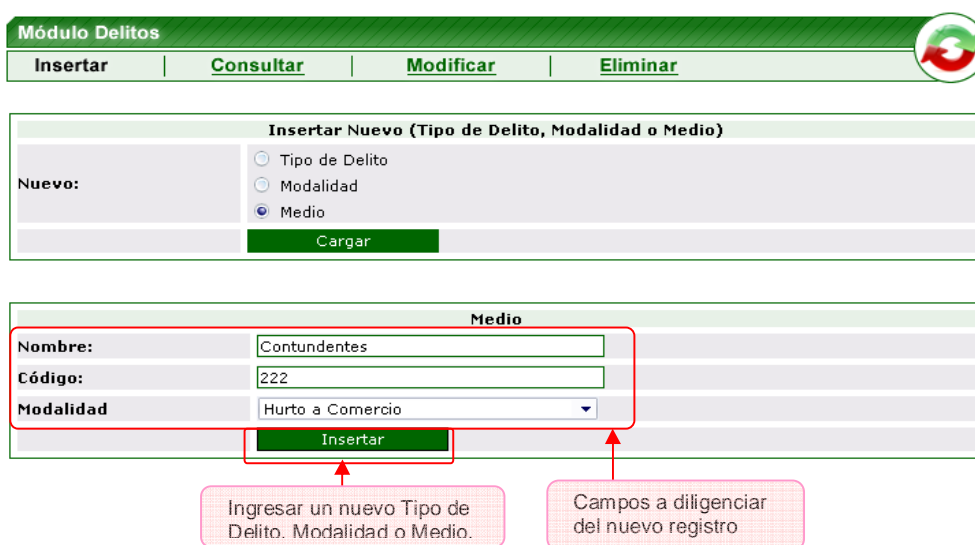 Módulo Delitos
Insertar | Consultar | Modificar | Eliminar
Insertar Nuevo (Tipo de Delito, Modalidad o Medio)
Nuevo:
Tipo de Delito
Modalidad
Medio
Cargar
Medio
Nombre: Contundentes
Código: 222
Modalidad Hurto a Comercio
Insertar
Ingresar un nuevo Tipo de
Delito. Modalidad o Medio.
Campos a diligenciar
del nuevo registro